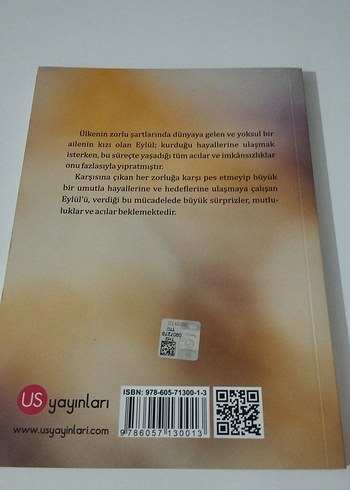 Ülkenin zorlu şartlarında dünyaya gelen ve yoksul bir
ailenin kızı olan Eylül; kurduğu hayallerine ulaşmak
isterken, bu süreçte yaşadığı tüm acılar ve imkânsızlıklar
onu fazlasıyla yıpratmıştır.
Karşısına çıkan her zorluğa karşı pes etmeyip büyük
bir umutla hayallerine ve hedeflerine ulaşmaya çalışan
Eylül'ü, verdiği bu mücadelede büyük sürprizler, mutlu-
luklar ve acılar beklemektedir.
US yayınları
www.usyayinlari.com
ISBN: 978-605-71300-1-3
9 786057 130013